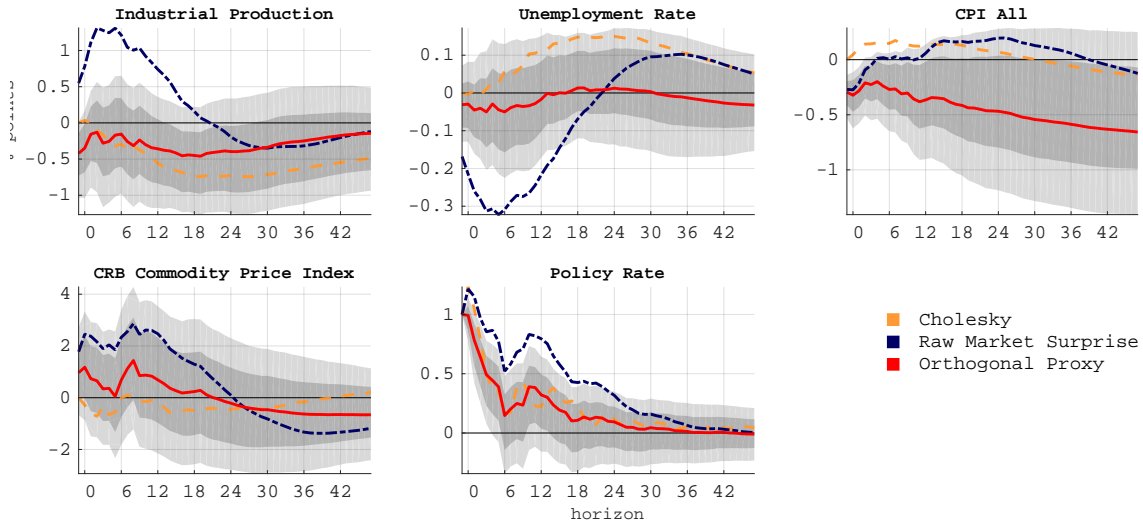 Industrial Production
Unemployment Rate
CPI All
1
0.5
0
-0.5
-1
0 6 12 18 24 30 36 42
0.1
0
-0.1
-0.2
-0.3
0 6 12 18 24 30 36 42
0
-0.5
-1
0 6 12 18 24 30 36 42
points
CRB Commodity Price Index
Policy Rate
4
2
0
-2
0 6 12 18 24 30 36 42
1
0.5
0
0 6 12 18 24 30 36 42
horizon
Cholesky
Raw Market Surprise
Orthogonal Proxy